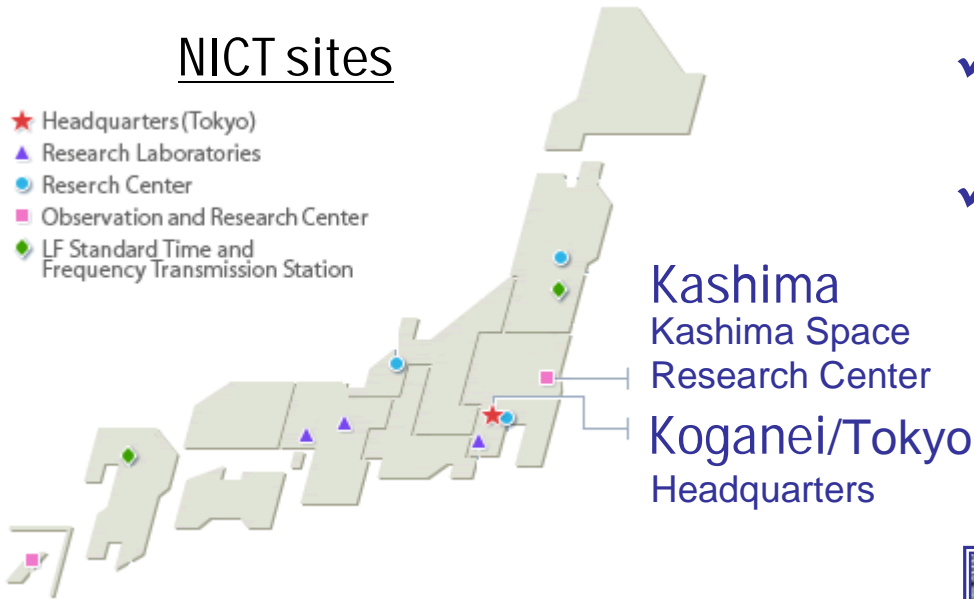 NICT sites
Headquarters(Tokyo)
Research Laboratories
Reserch Center
Observation and Research Center
LF Standard Time and
Frequency Transmission Station
Kashima
Kashima Space
Research Center
Koganei/Tokyo
Headquarters